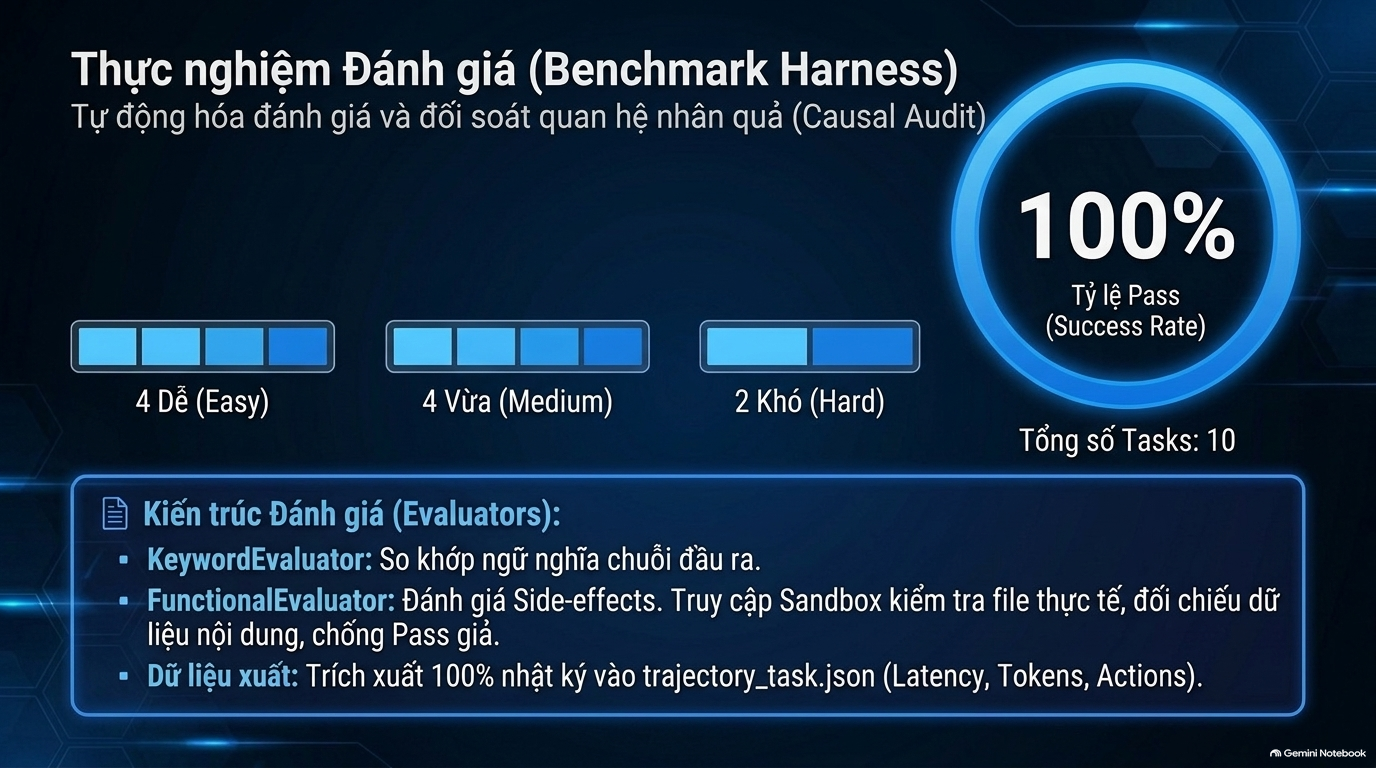 Thực nghiệm Đánh giá (Benchmark Harness)
Tự động hóa đánh giá và đối soát quan hệ nhân quả (Causal Audit)
100%
Tỷ lệ Pass
(Success Rate)
4 Dễ (Easy)
4 Vừa (Medium)
2 Khó (Hard)
Tổng số Tasks: 10
Kiến trúc Đánh giá (Evaluators):
▪ KeywordEvaluator: So khớp ngữ nghĩa chuỗi đầu ra.
▪ FunctionalEvaluator: Đánh giá Side-effects. Truy cập Sandbox kiểm tra file thực tế, đối chiếu dữ
liệu nội dung, chống Pass giả.
▪ Dữ liệu xuất: Trích xuất 100% nhật ký vào trajectory_task.json (Latency, Tokens, Actions).
Gemini Notebook